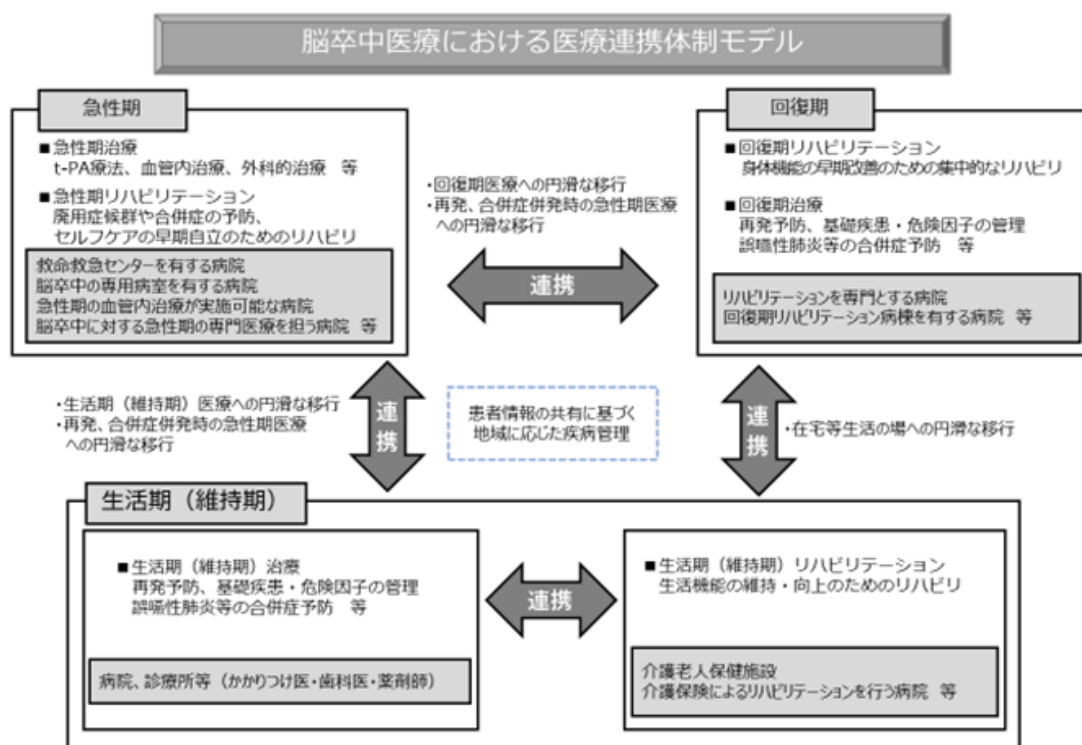 脳卒中医療における医療連携体制モデル
急性期
■急性期治療
t-PA療法、血管内治療、外科的治療 等
■急性期リハビリテーション
廃用症候群や合併症の予防、
セルフケアの早期自立のためのリハビリ
救命救急センターを有する病院
脳卒中の専用病室を有する病院
急性期の血管内治療が実施可能な病院
脳卒中に対する急性期の専門医療を担う病院 等
・回復期医療への円滑な移行
・再発、合併症併発時の急性期医療
への円滑な移行
連携
回復期
■回復期リハビリテーション
身体機能の早期改善のための集中的なリハビリ
■回復期治療
再発予防、基礎疾患・危険因子の管理
誤嚥性肺炎等の合併症予防 等
リハビリテーションを専門とする病院
回復期リハビリテーション病棟を有する病院 等
・生活期（維持期）医療への円滑な移行
・再発、合併症併発時の急性期医療
への円滑な移行
連携
患者情報の共有に基づく
地域に応じた疾病管理
連携
・在宅等生活の場への円滑な移行
生活期（維持期）
■生活期（維持期）治療
再発予防、基礎疾患・危険因子の管理
誤嚥性肺炎等の合併症予防 等
病院、診療所等（かかりつけ医・歯科医・薬剤師）
連携
■生活期（維持期）リハビリテーション
生活機能の維持・向上のためのリハビリ
介護老人保健施設
介護保険によるリハビリテーションを行う病院 等